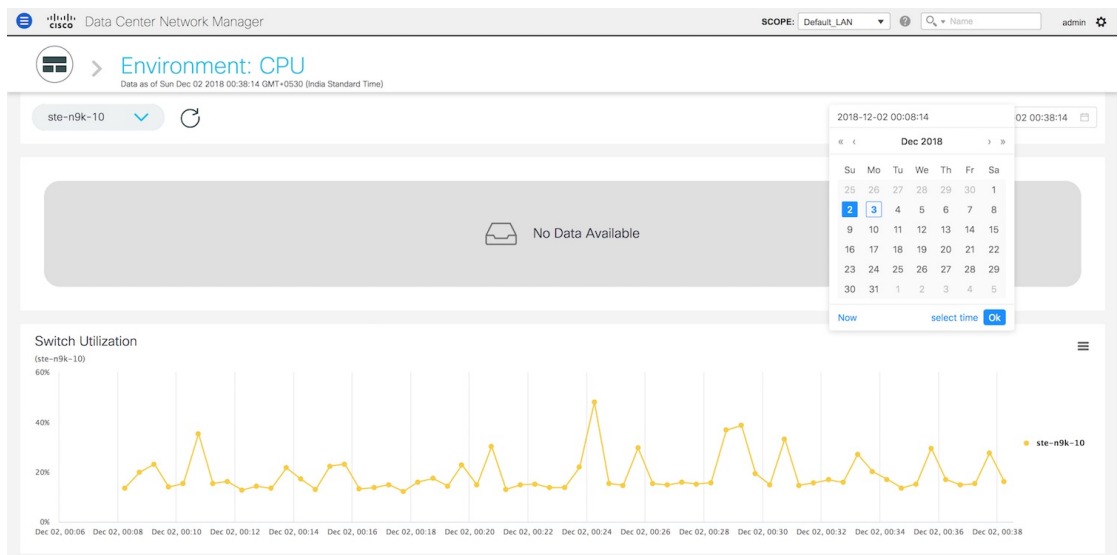 CISCO Data Center Network Manager SCOPE: Default_LAN Name admin
Environment: CPU
Data as of Sun Dec 02 2018 00:38:14 GMT+0530 (India Standard Time)
ste-n9k-10 2018-12-02 00:08:14 02 00:38:14
« ‹ Dec 2018 › »
Su Mo Tu We Th Fr Sa
25 26 27 28 29 30 1
2 3 4 5 6 7 8
9 10 11 12 13 14 15
16 17 18 19 20 21 22
23 24 25 26 27 28 29
30 31 1 2 3 4 5
Now select time Ok
No Data Available
Switch Utilization
(ste-n9k-10)
60%
40%
20%
0%
ste-n9k-10
Dec 02, 00:06 Dec 02, 00:08 Dec 02, 00:10 Dec 02, 00:12 Dec 02, 00:14 Dec 02, 00:16 Dec 02, 00:18 Dec 02, 00:20 Dec 02, 00:22 Dec 02, 00:24 Dec 02, 00:26 Dec 02, 00:28 Dec 02, 00:30 Dec 02, 00:32 Dec 02, 00:34 Dec 02, 00:36 Dec 02, 00:38